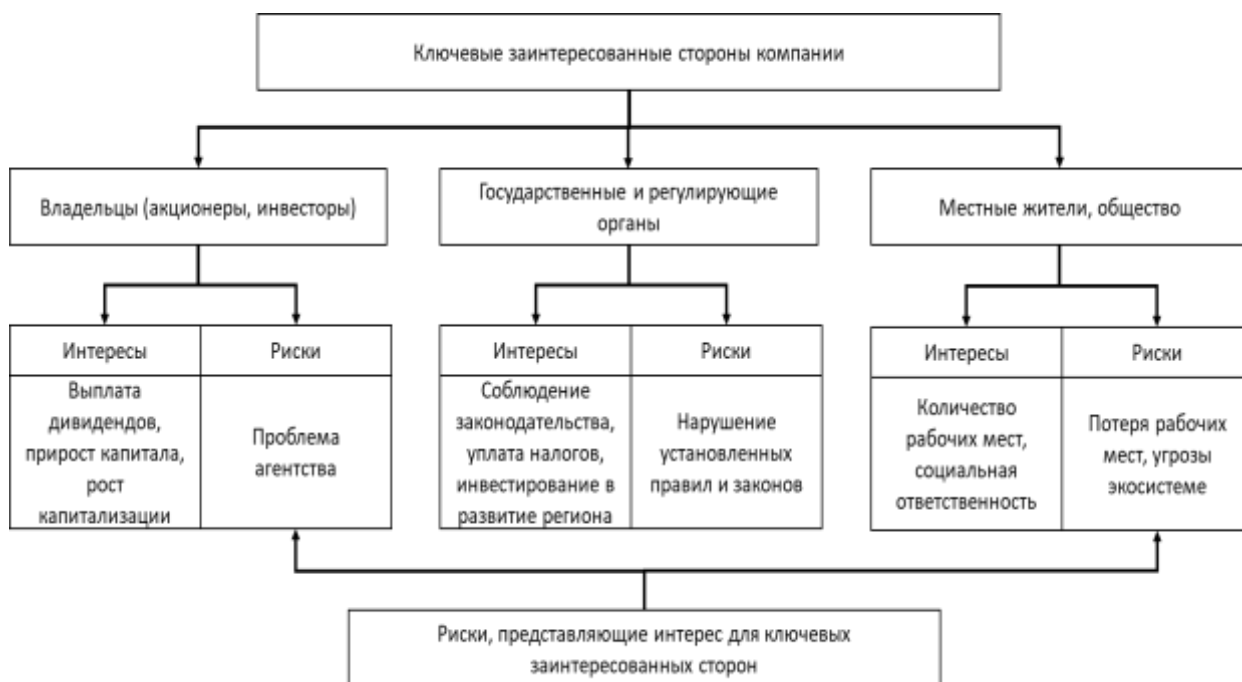 Ключевые заинтересованные стороны компании
Владельцы (акционеры, инвесторы)
Государственные и регулирующие
органы
Местные жители, общество
Интересы
Риски
Выплата
дивидендов,
прирост капитала,
рост
капитализации
Проблема
агентства
Интересы
Риски
Соблюдение
законодательства,
уплата налогов,
инвестирование в
развитие региона
Нарушение
установленных
правил и законов
Интересы
Риски
Количество
рабочих мест,
социальная
ответственность
Потеря рабочих
мест, угрозы
экосистеме
Риски, представляющие интерес для ключевых
заинтересованных сторон